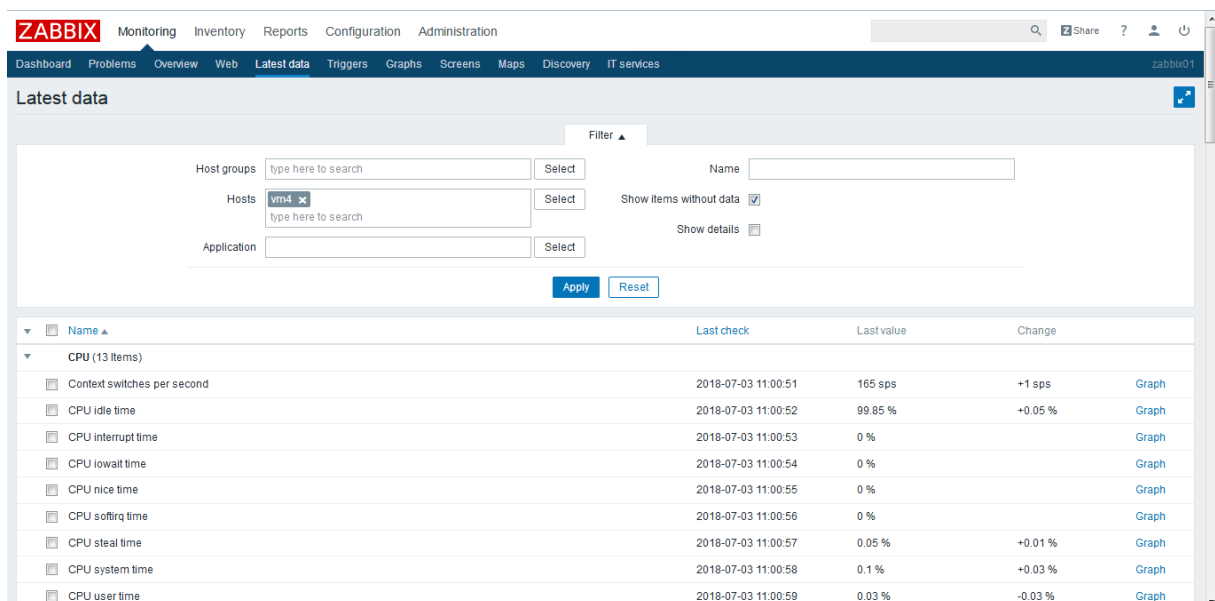 ZABBIX Monitoring Inventory Reports Configuration Administration Z Share ?
Dashboard Problems Overview Web Latest data Triggers Graphs Screens Maps Discovery IT services zabbix01
Latest data
Filter ▲
Host groups type here to search Select Name
Hosts vm4 × Select Show items without data
type here to search
Show details
Application Select
Apply Reset
Name ▲ Last check Last value Change
CPU (13 Items)
Context switches per second 2018-07-03 11:00:51 165 sps +1 sps Graph
CPU idle time 2018-07-03 11:00:52 99.85 % +0.05 % Graph
CPU interrupt time 2018-07-03 11:00:53 0 % Graph
CPU iowait time 2018-07-03 11:00:54 0 % Graph
CPU nice time 2018-07-03 11:00:55 0 % Graph
CPU softirq time 2018-07-03 11:00:56 0 % Graph
CPU steal time 2018-07-03 11:00:57 0.05 % +0.01 % Graph
CPU system time 2018-07-03 11:00:58 0.1 % +0.03 % Graph
CPU user time 2018-07-03 11:00:59 0.03 % -0.03 % Graph